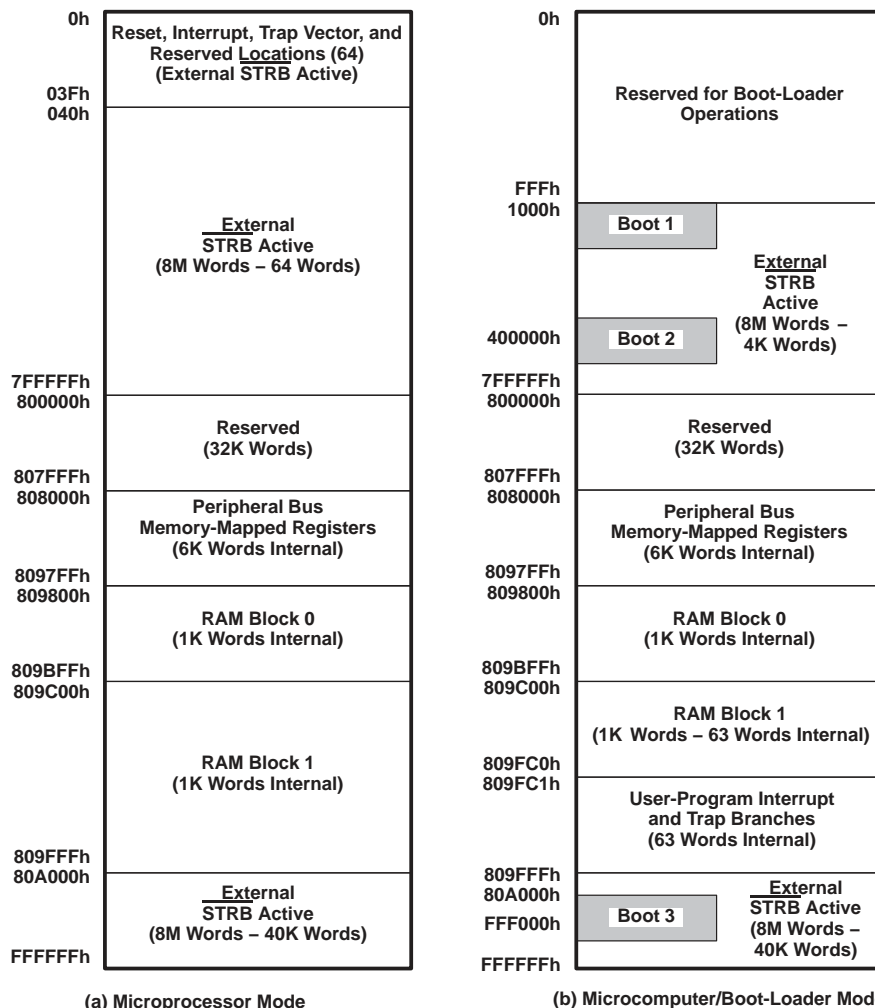 0h
Reset, Interrupt, Trap Vector, and
Reserved Locations (64)
(External STRB Active)
03Fh
040h
External
STRB Active
(8M Words – 64 Words)
7FFFFFh
800000h
Reserved
(32K Words)
807FFFh
808000h
Peripheral Bus
Memory-Mapped Registers
(6K Words Internal)
8097FFh
809800h
RAM Block 0
(1K Words Internal)
809BFFh
809C00h
RAM Block 1
(1K Words Internal)
809FFFh
80A000h
External
STRB Active
(8M Words – 40K Words)
FFFFFFh
(a) Microprocessor Mode
0h
Reserved for Boot-Loader
Operations
FFFh
1000h
Boot 1
External
STRB
Active
(8M Words –
4K Words)
400000h
Boot 2
7FFFFFh
800000h
Reserved
(32K Words)
807FFFh
808000h
Peripheral Bus
Memory-Mapped Registers
(6K Words Internal)
8097FFh
809800h
RAM Block 0
(1K Words Internal)
809BFFh
809C00h
RAM Block 1
(1K Words – 63 Words Internal)
809FC0h
809FC1h
User-Program Interrupt
and Trap Branches
(63 Words Internal)
809FFFh
80A000h
FFF000h
Boot 3
External
STRB Active
(8M Words –
40K Words)
FFFFFFh
(b) Microcomputer/Boot-Loader Mod